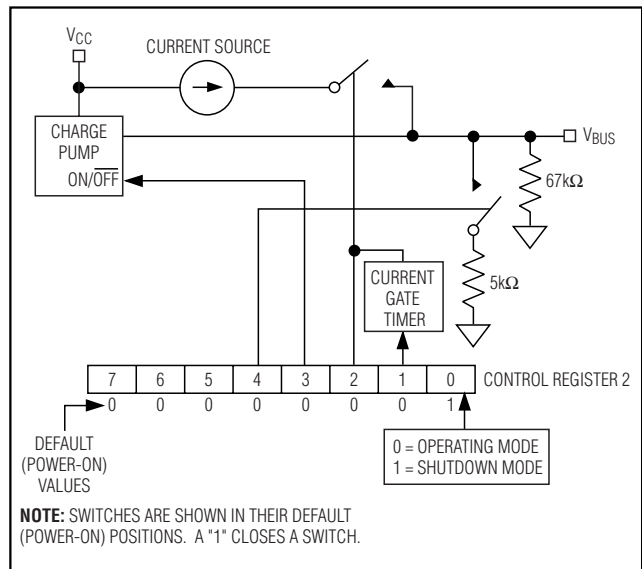 VCC
CURRENT SOURCE
CHARGE
PUMP
ON/OFF
VBUS
67kΩ
5kΩ
CURRENT
GATE
TIMER
7 6 5 4 3 2 1 0 CONTROL REGISTER 2
0 0 0 0 0 0 0 1
DEFAULT
(POWER-ON)
VALUES
0 = OPERATING MODE
1 = SHUTDOWN MODE
NOTE: SWITCHES ARE SHOWN IN THEIR DEFAULT
(POWER-ON) POSITIONS. A "1" CLOSES A SWITCH.